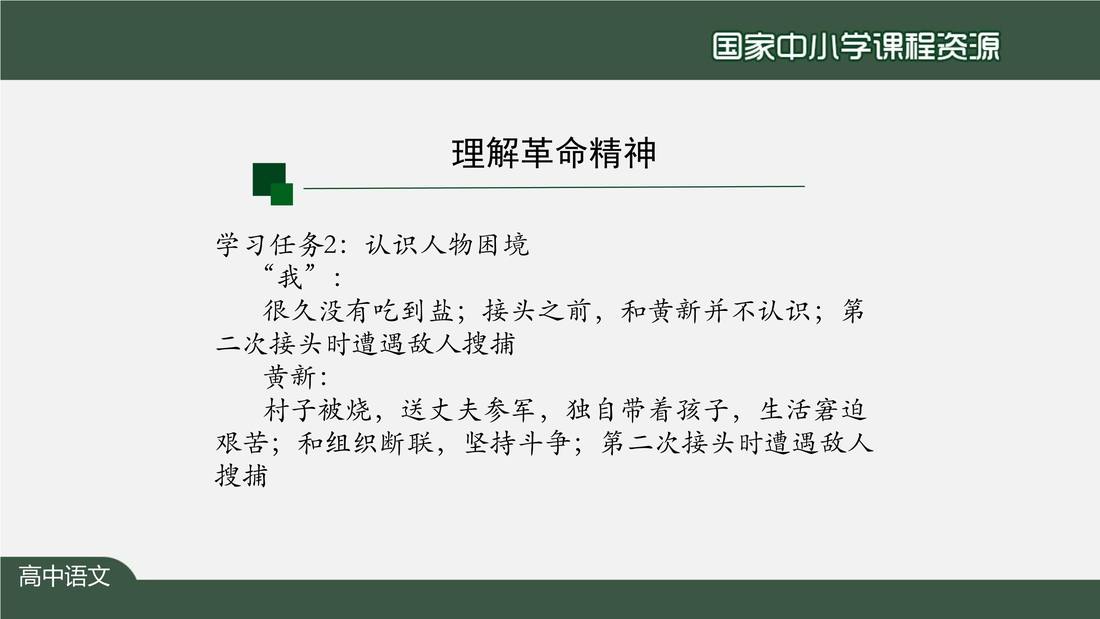 国家中小学课程资源
理解革命精神
学习任务2：认识人物困境
“我”：
很久没有吃到盐；接头之前，和黄新并不认识；第
二次接头时遭遇敌人搜捕
黄新：
村子被烧，送丈夫参军，独自带着孩子，生活窘迫
艰苦；和组织断联，坚持斗争；第二次接头时遭遇敌人
搜捕
高中语文